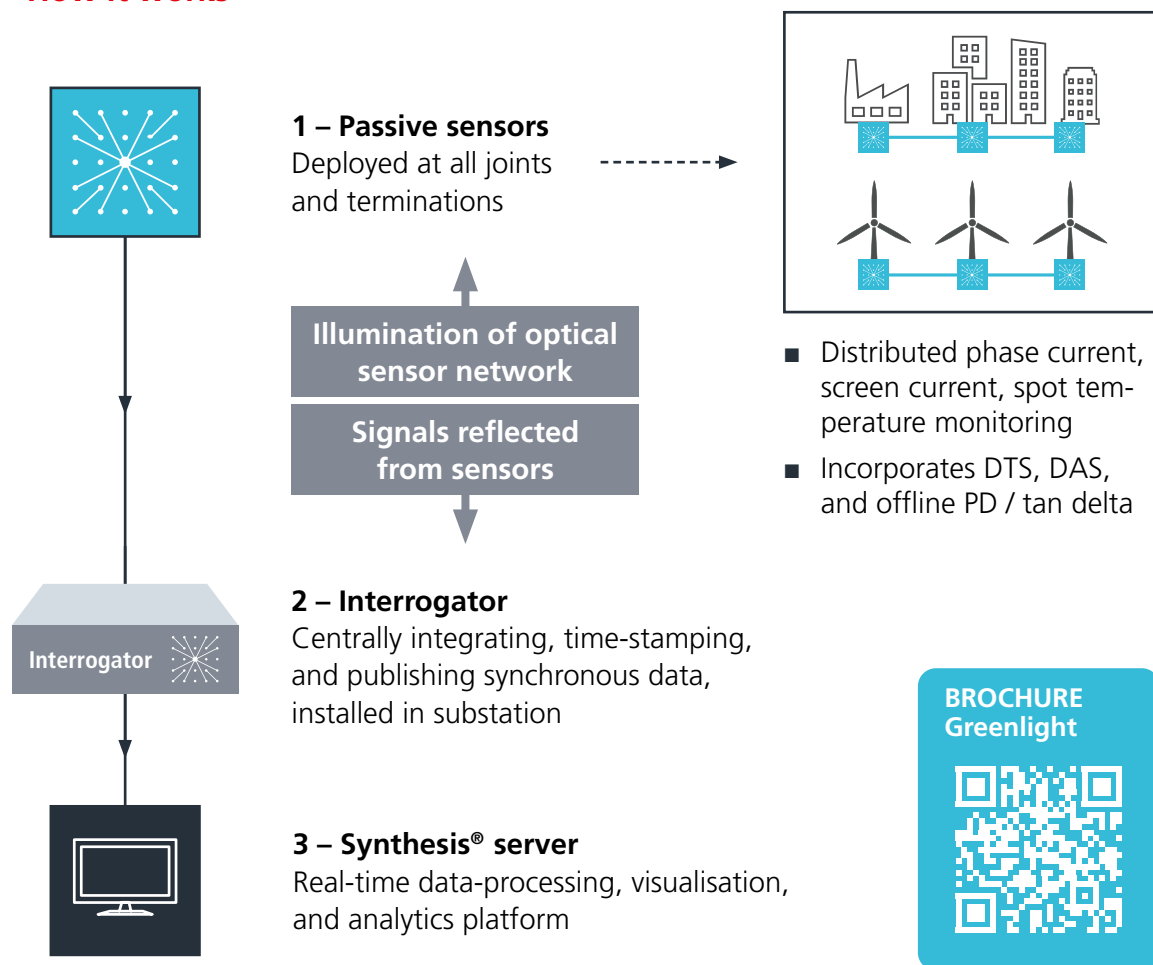 How it works
1 – Passive sensors
Deployed at all joints
and terminations
Illumination of optical
sensor network
Signals reflected
from sensors
■ Distributed phase current,
screen current, spot tem-
perature monitoring
■ Incorporates DTS, DAS,
and offline PD / tan delta
2 – Interrogator
Centrally integrating, time-stamping,
and publishing synchronous data,
installed in substation
Interrogator
BROCHURE
Greenlight
3 – Synthesis® server
Real-time data-processing, visualisation,
and analytics platform